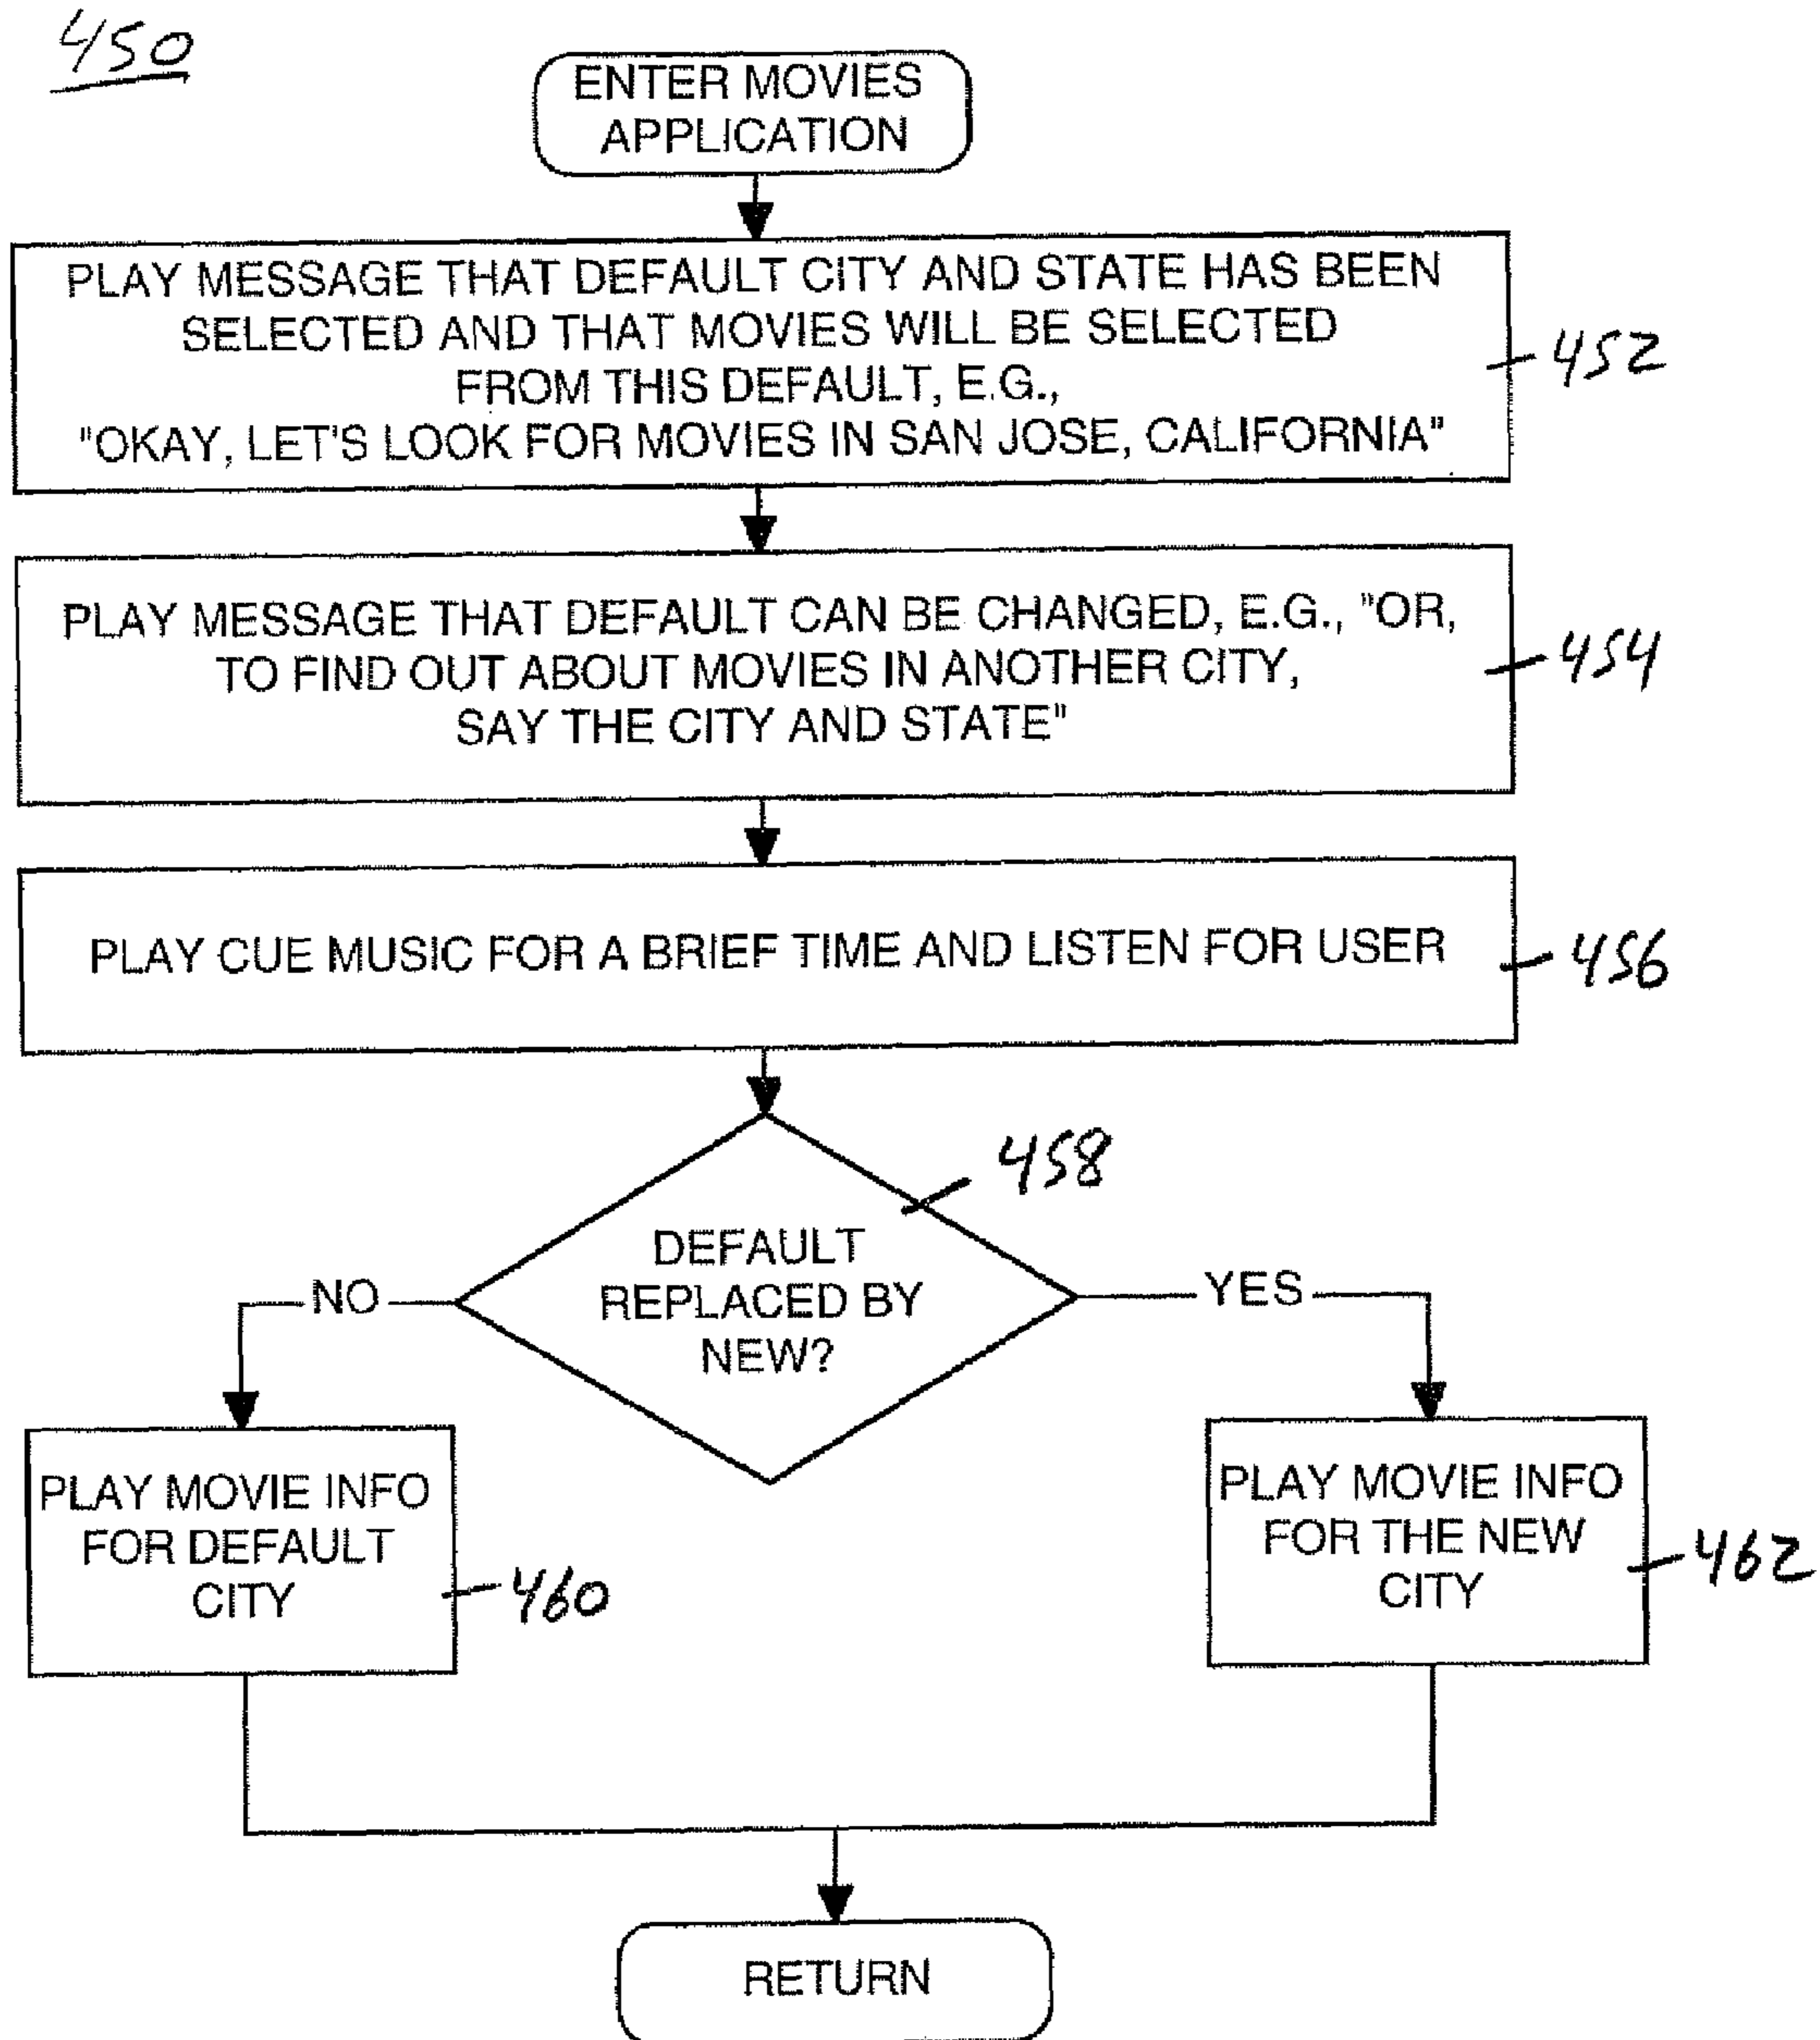 450
ENTER MOVIES
APPLICATION
PLAY MESSAGE THAT DEFAULT CITY AND STATE HAS BEEN
SELECTED AND THAT MOVIES WILL BE SELECTED
FROM THIS DEFAULT, E.G.,
"OKAY, LET'S LOOK FOR MOVIES IN SAN JOSE, CALIFORNIA"
452
PLAY MESSAGE THAT DEFAULT CAN BE CHANGED, E.G., "OR,
TO FIND OUT ABOUT MOVIES IN ANOTHER CITY,
SAY THE CITY AND STATE"
454
PLAY CUE MUSIC FOR A BRIEF TIME AND LISTEN FOR USER
456
458
DEFAULT
REPLACED BY
NEW?
NO
YES
PLAY MOVIE INFO
FOR DEFAULT
CITY
460
PLAY MOVIE INFO
FOR THE NEW
CITY
462
RETURN